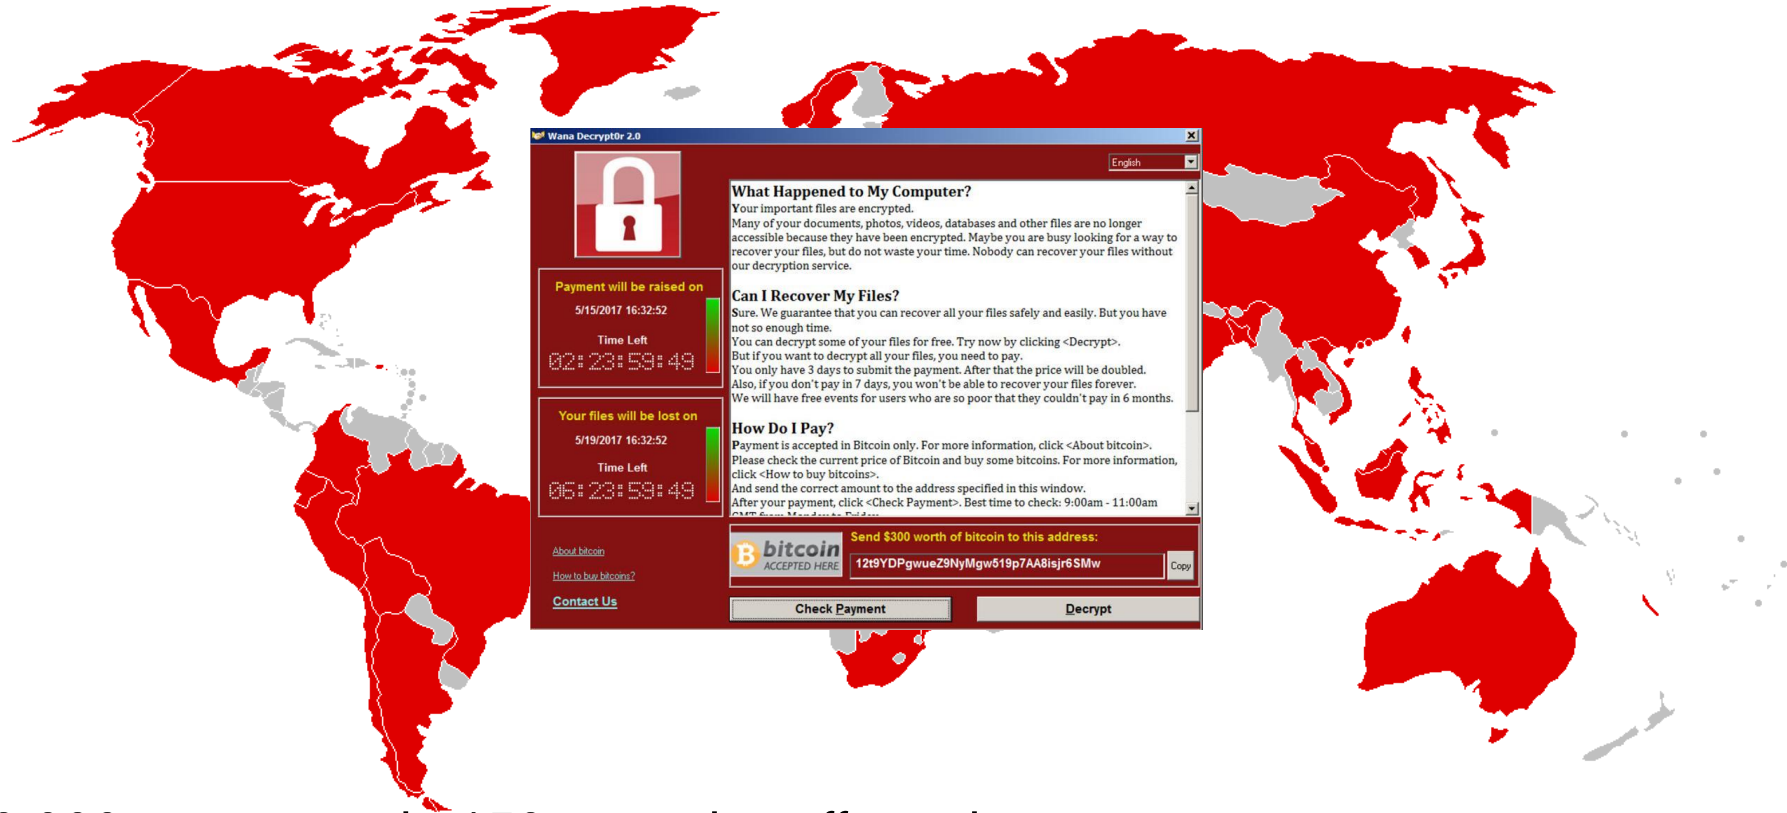 Wana Decrypt0r 2.0
English
Payment will be raised on
5/15/2017 16:32:52
Time Left
02:23:59:49
Your files will be lost on
5/19/2017 16:32:52
Time Left
06:23:59:49
About bitcoin
How to buy bitcoins?
Contact Us
What Happened to My Computer?
Your important files are encrypted.
Many of your documents, photos, videos, databases and other files are no longer
accessible because they have been encrypted. Maybe you are busy looking for a way to
recover your files, but do not waste your time. Nobody can recover your files without
our decryption service.
Can I Recover My Files?
Sure. We guarantee that you can recover all your files safely and easily. But you have
not so enough time.
You can decrypt some of your files for free. Try now by clicking <Decrypt>.
But if you want to decrypt all your files, you need to pay.
You only have 3 days to submit the payment. After that the price will be doubled.
Also, if you don't pay in 7 days, you won't be able to recover your files forever.
We will have free events for users who are so poor that they couldn't pay in 6 months.
How Do I Pay?
Payment is accepted in Bitcoin only. For more information, click <About bitcoin>.
Please check the current price of Bitcoin and buy some bitcoins. For more information,
click <How to buy bitcoins>.
And send the correct amount to the address specified in this window.
After your payment, click <Check Payment>. Best time to check: 9:00am - 11:00am
GMT from Monday to Friday
bitcoin
ACCEPTED HERE
Send $300 worth of bitcoin to this address:
12t9YDPgwueZ9NyMgw519p7AA8isjr6SMw
Copy
Check Payment
Decrypt